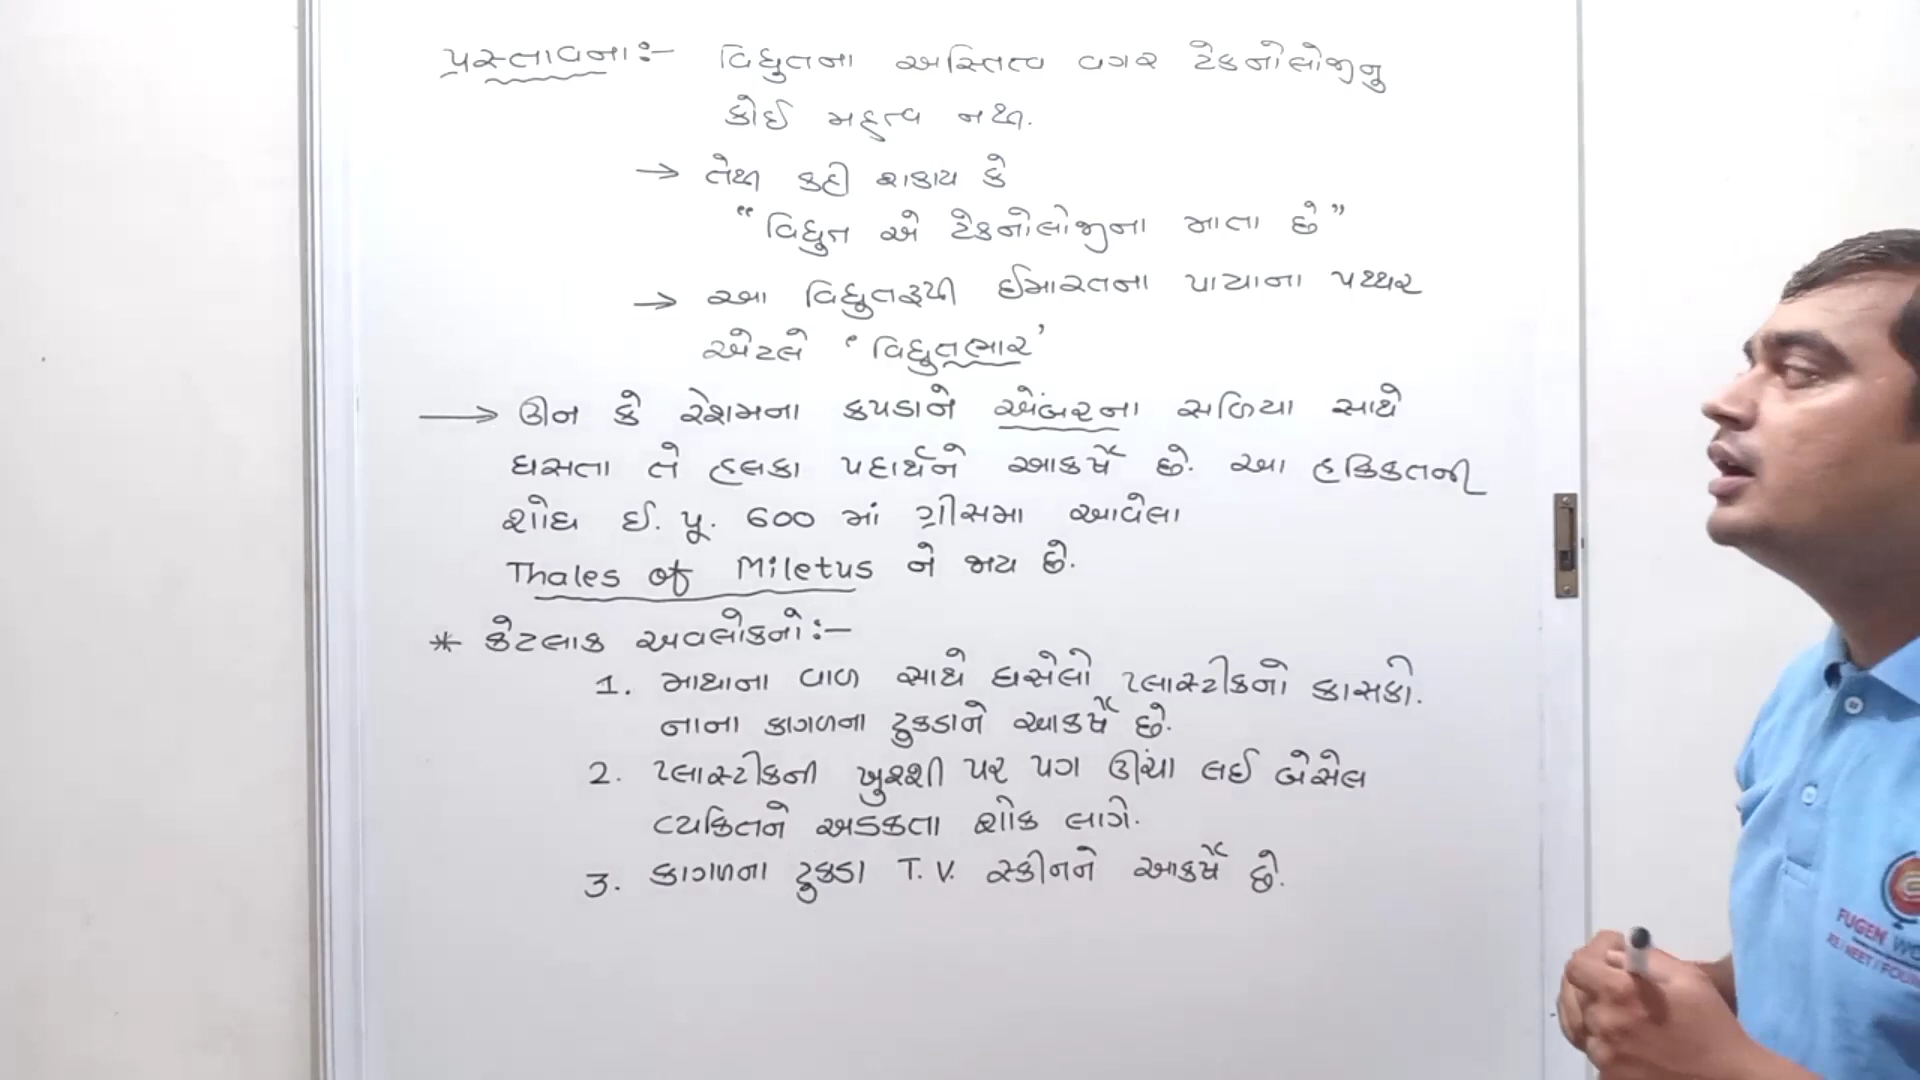 પ્રસ્તાવના:- વિદ્યુતના અસ્તિત્વ વગર ટેકનોલોજીનુ
કોઈ મહત્વ નથી.
→ તેથી કહી શકાય કે
“વિદ્યુત એ ટેકનોલોજીના માતા છે”
→ આ વિદ્યુતરૂપી ઈમારતના પાયાના પથ્થર
એટલે ‘વિદ્યુતભાર’
→ ઊન કે રેશમના કપડાને એંબરના સળિયા સાથે
ઘસતા તે હલકા પદાર્થને આકર્ષે છે. આ હકિકતની
શોધ ઈ. પૂ. 600 માં ગ્રીસમા આવેલા
Thales of Miletus ને જાય છે.
* કેટલાક અવલોકનો:-
1. માથાના વાળ સાથે ઘસેલો પ્લાસ્ટીકનો કાસકો.
નાના કાગળના ટુકડાને આકર્ષે છે.
2. પ્લાસ્ટીકની ખુરશી પર પગ ઊંચા લઈ બેસેલ
વ્યકિતને અડકતા શોક લાગે.
3. કાગળના ટુકડા T.V. સ્ક્રીનને આકર્ષે છે.
FUGEN